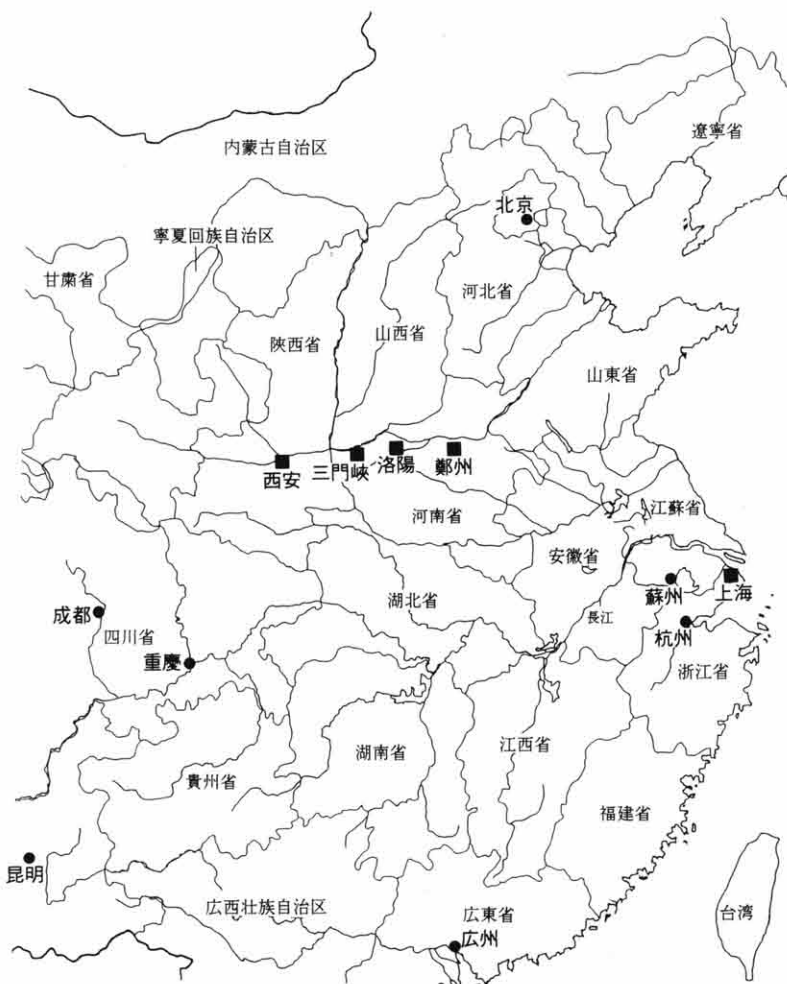 遼寧省
内蒙古自治区
北京
寧夏回族自治区
甘粛省
河北省
山西省
陝西省
山東省
洛陽
鄭州
三門峡
西安
江蘇省
河南省
安徽省
蘇州
上海
湖北省
成都
長江
四川省
杭州
重慶
浙江省
江西省
湖南省
貴州省
福建省
昆明
広西壮族自治区
広東省
台湾
広州